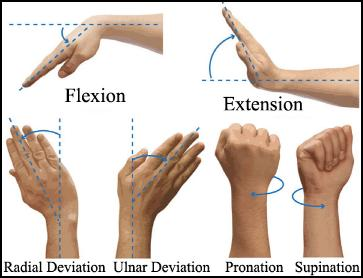 Flexion
Extension
Radial Deviation
Ulnar Deviation
Pronation
Supination